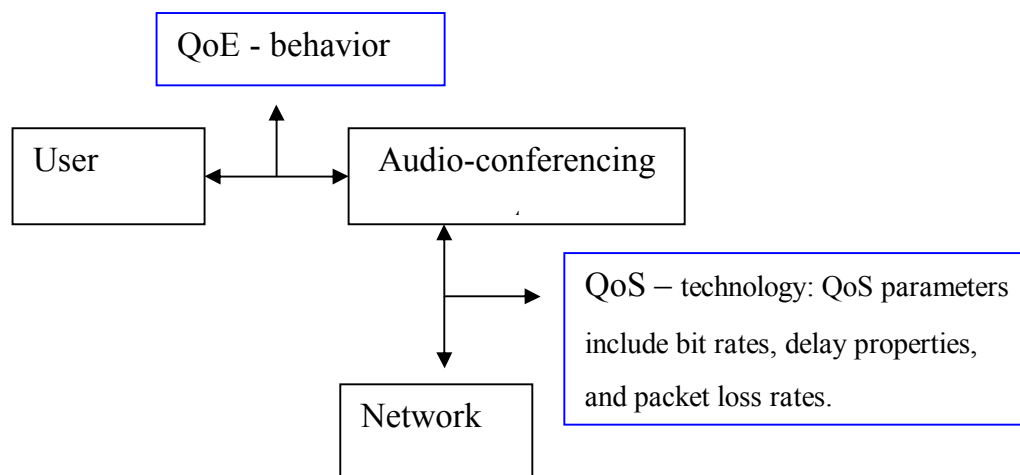 QoE - behavior
User
Audio-conferencing
QoS – technology: QoS parameters
include bit rates, delay properties,
and packet loss rates.
Network